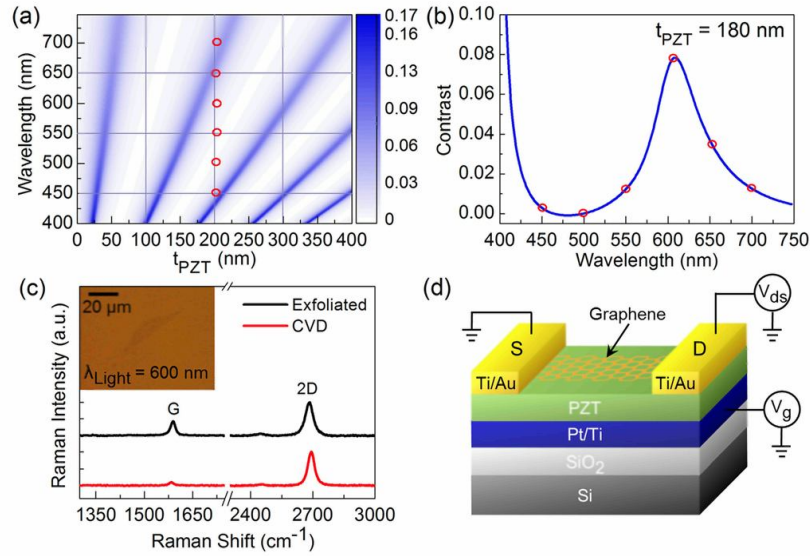 (a)
Wavelength (nm)
750
700
650
600
550
500
450
400
0 50 100 150 200 250 300 350 400
t_PZT (nm)
0.17
0.16
0.13
0.09
0.06
0.03
0
(b)
t_PZT = 180 nm
Contrast
0.10
0.08
0.06
0.04
0.02
0.00
400 450 500 550 600 650 700 750
Wavelength (nm)
(c)
20 µm
λ_Light = 600 nm
Exfoliated
CVD
G
2D
Raman Intensity (a.u.)
1350 1500 1650 2400 2600 2800 3000
Raman Shift (cm⁻¹)
(d)
V_ds
Graphene
S
D
Ti/Au
Ti/Au
PZT
V_g
Pt/Ti
SiO₂
Si